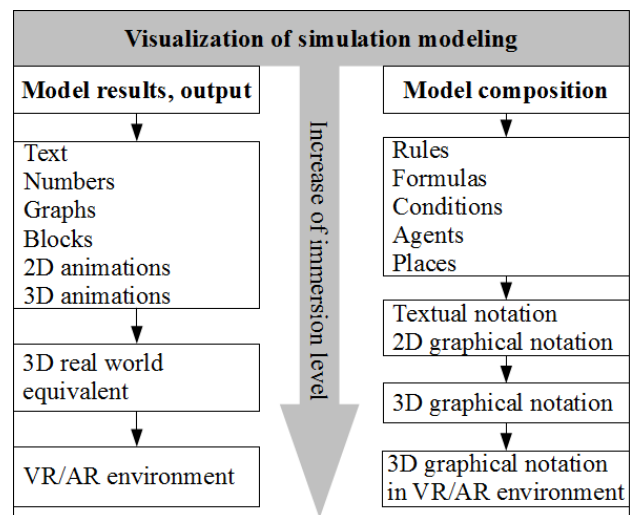 Visualization of simulation modeling
Model results, output
Text
Numbers
Graphs
Blocks
2D animations
3D animations
3D real world
equivalent
VR/AR environment
Increase of immersion level
Model composition
Rules
Formulas
Conditions
Agents
Places
Textual notation
2D graphical notation
3D graphical notation
3D graphical notation
in VR/AR environment